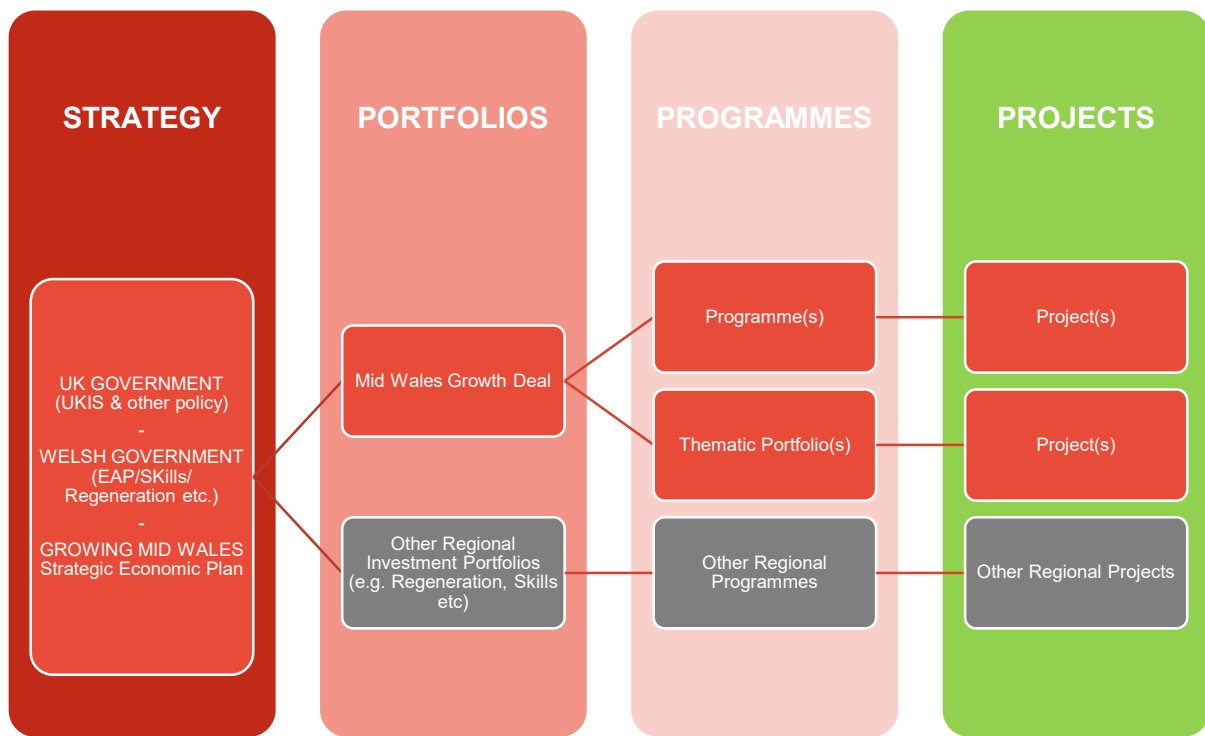 STRATEGY
PORTFOLIOS
PROGRAMMES
PROJECTS
UK GOVERNMENT
(UKIS & other policy)
-
WELSH GOVERNMENT
(EAP/SKills/
Regeneration etc.)
-
GROWING MID WALES
Strategic Economic Plan
Mid Wales Growth Deal
Other Regional
Investment Portfolios
(e.g. Regeneration, Skills
etc)
Programme(s)
Thematic Portfolio(s)
Other Regional
Programmes
Project(s)
Project(s)
Other Regional Projects